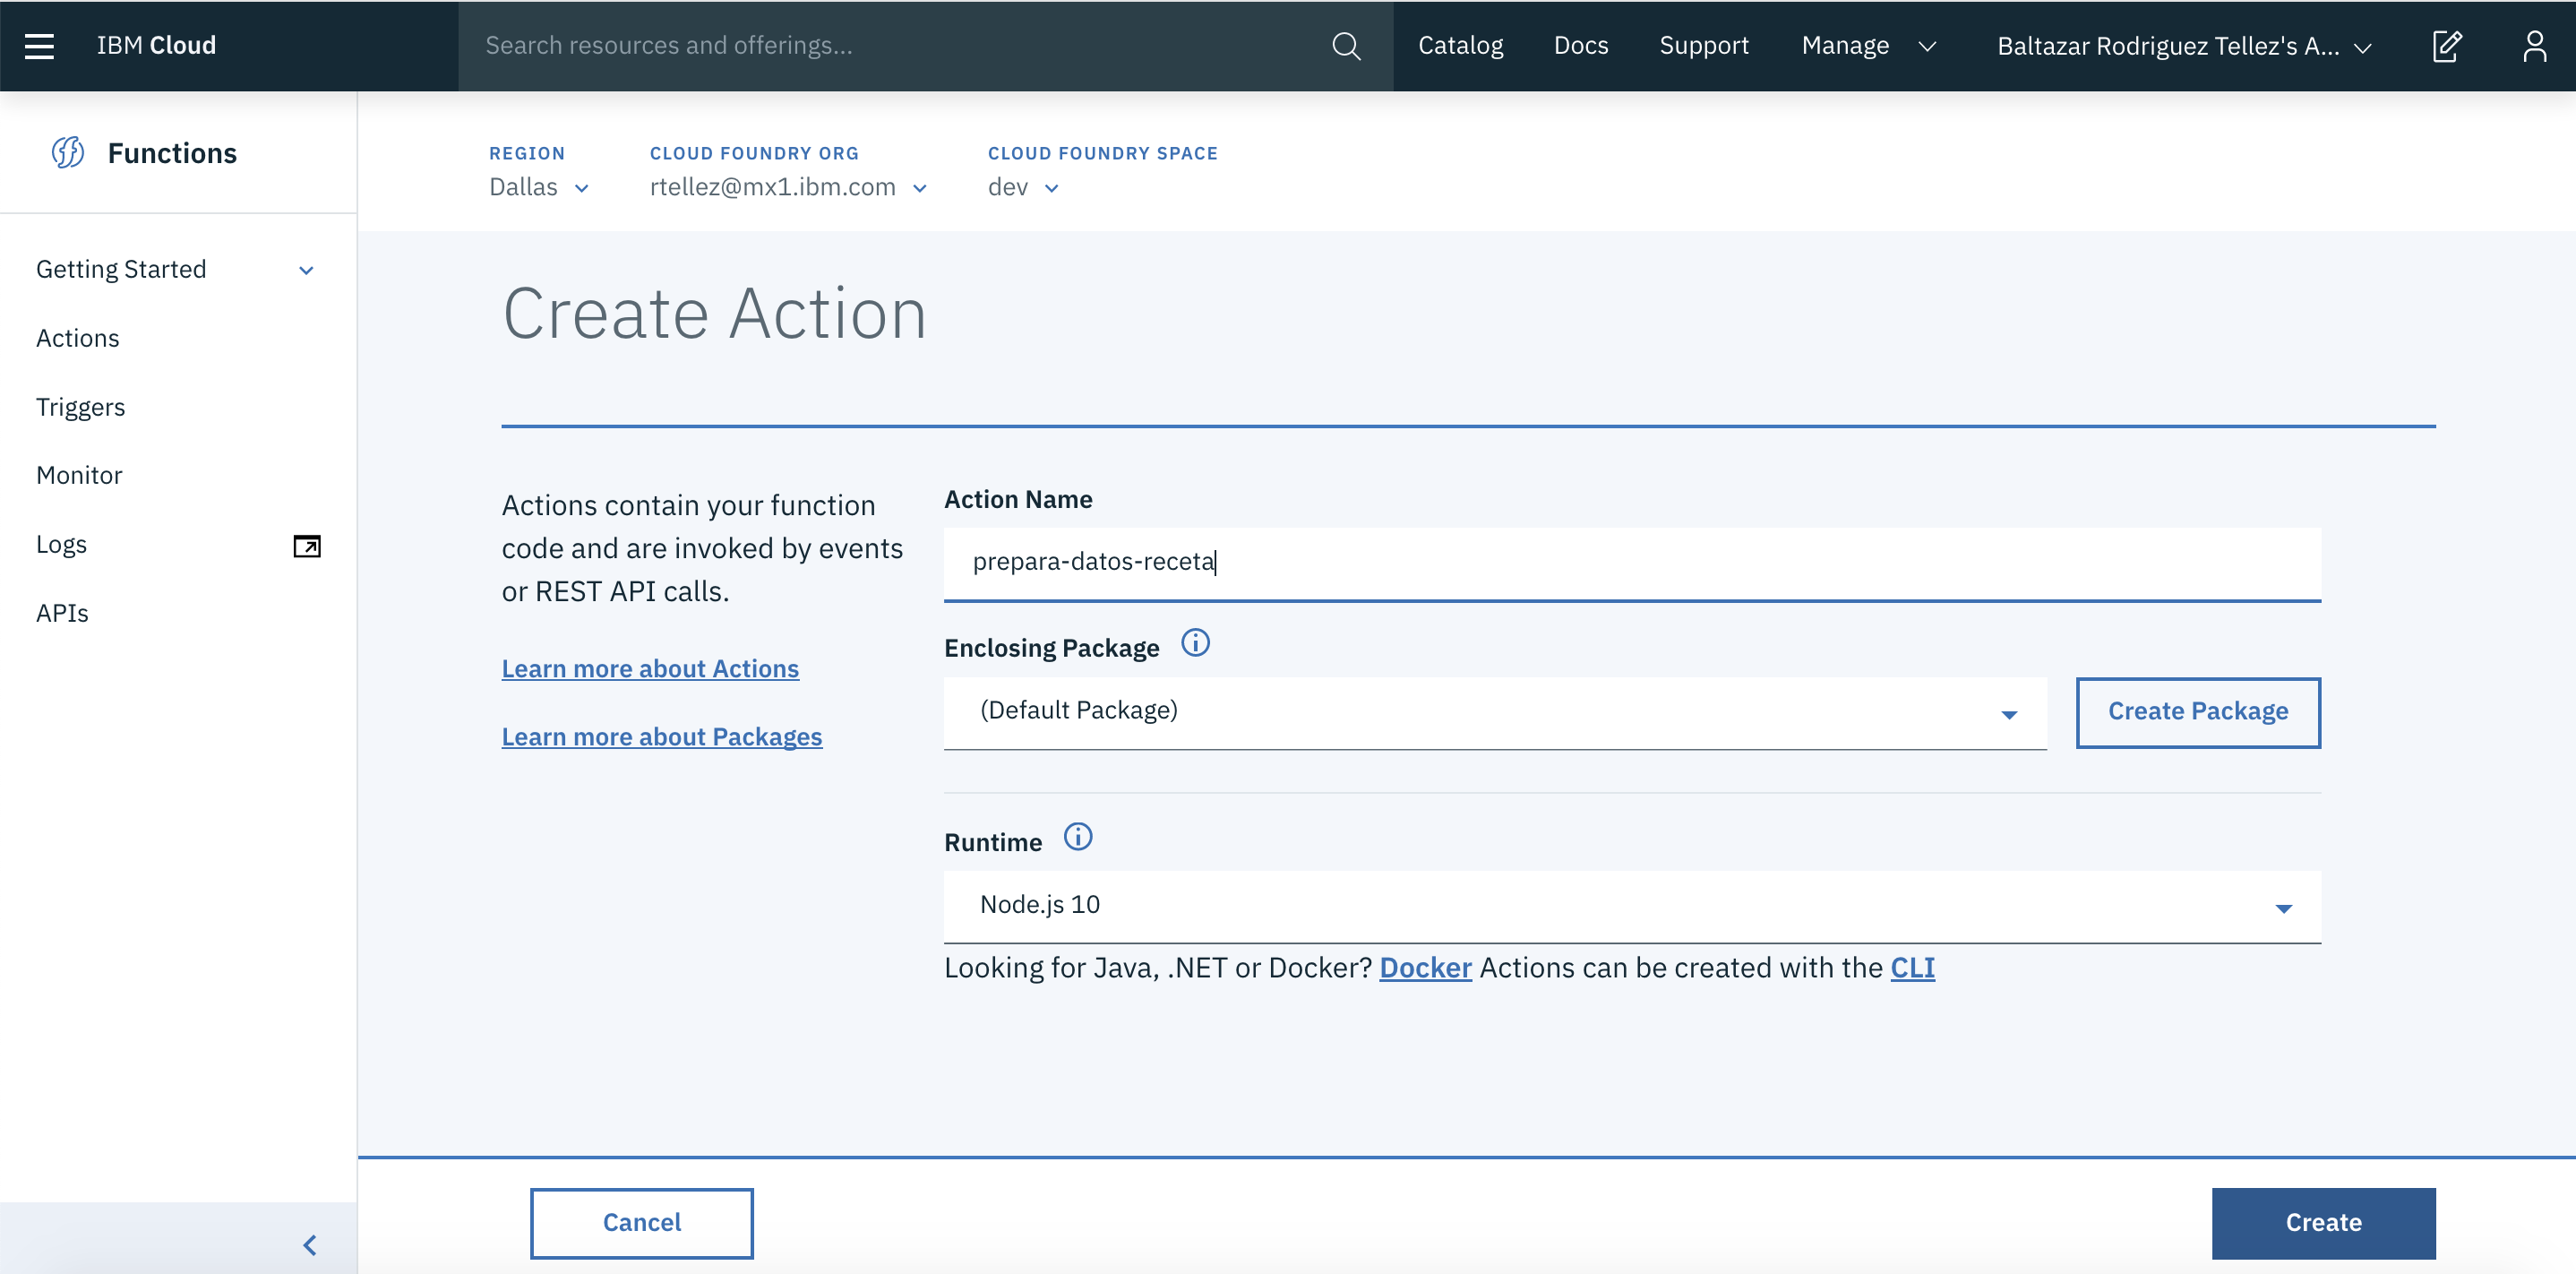 IBM Cloud
Search resources and offerings...
Catalog
Docs
Support
Manage
Baltazar Rodriguez Tellez's A...
Functions
Getting Started
Actions
Triggers
Monitor
Logs
APIs
REGION
Dallas
CLOUD FOUNDRY ORG
rtellez@mx1.ibm.com
CLOUD FOUNDRY SPACE
dev
Create Action
Actions contain your function
code and are invoked by events
or REST API calls.
Learn more about Actions
Learn more about Packages
Action Name
prepara-datos-receta
Enclosing Package
(Default Package)
Create Package
Runtime
Node.js 10
Looking for Java, .NET or Docker? Docker Actions can be created with the CLI
Cancel
Create